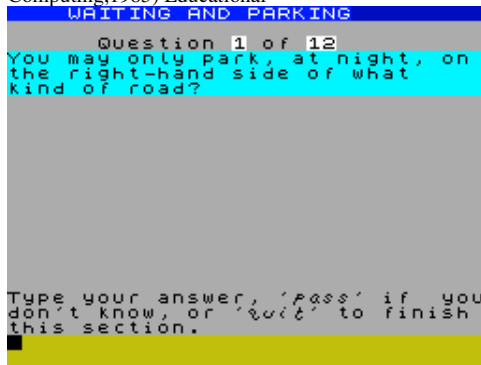 Computing,1983) Educational
WAITING AND PARKING
Question 1 of 12
You may only park, at night, on
the right-hand side of what
kind of road?
Type your answer, 'pass' if you
don't know, or 'quit' to finish
this section.